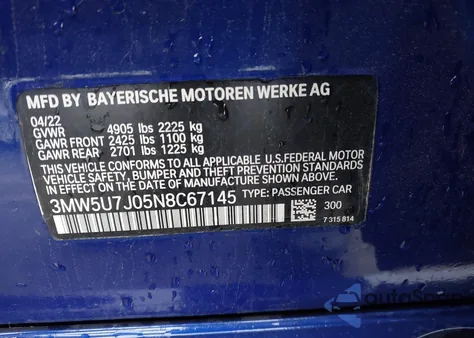 MFD BY BAYERISCHE MOTOREN WERKE AG
04/22
GVWR 4905 lbs 2225 kg
GAWR FRONT 2425 lbs 1100 kg
GAWR REAR 2701 lbs 1225 kg
THIS VEHICLE CONFORMS TO ALL APPLICABLE U.S.FEDERAL MOTOR
VEHICLE SAFETY, BUMPER AND THEFT PREVENTION STANDARDS
IN EFFECT ON THE DATE OF MANUFACTURE SHOWN ABOVE.
3MW5U7J05N8C67145 TYPE: PASSENGER CAR
300
7 315 814